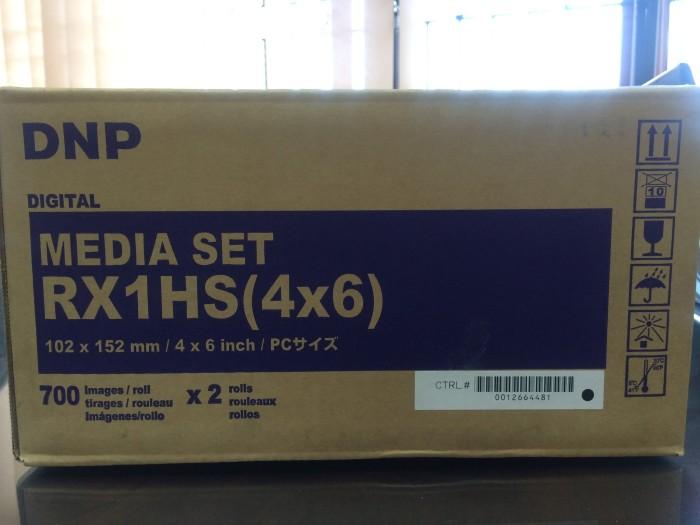 DNP
DIGITAL
MEDIA SET
RX1HS(4x6)
102 x 152 mm / 4 x 6 inch / PCサイズ
700 Images / roll x 2 rolls
tirages / rouleau rouleaux
Imágenes/rollo rollos
CTRL#
0012664481
10